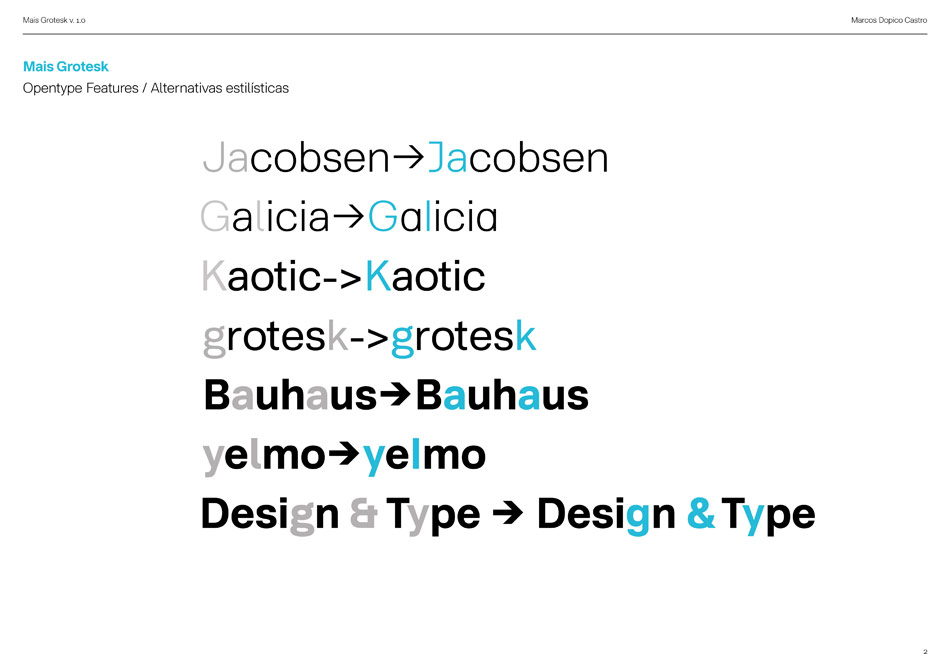 Mais Grotesk v. 1.0
Marcos Dopico Castro
Mais Grotesk
Opentype Features / Alternativas estilísticas
Jacobsen→Jacobsen
Galicia→Galicia
Kaotic->Kaotic
grotesk->grotesk
Bauhaus→Bauhaus
yelmo→yelmo
Design & Type → Design & Type
2